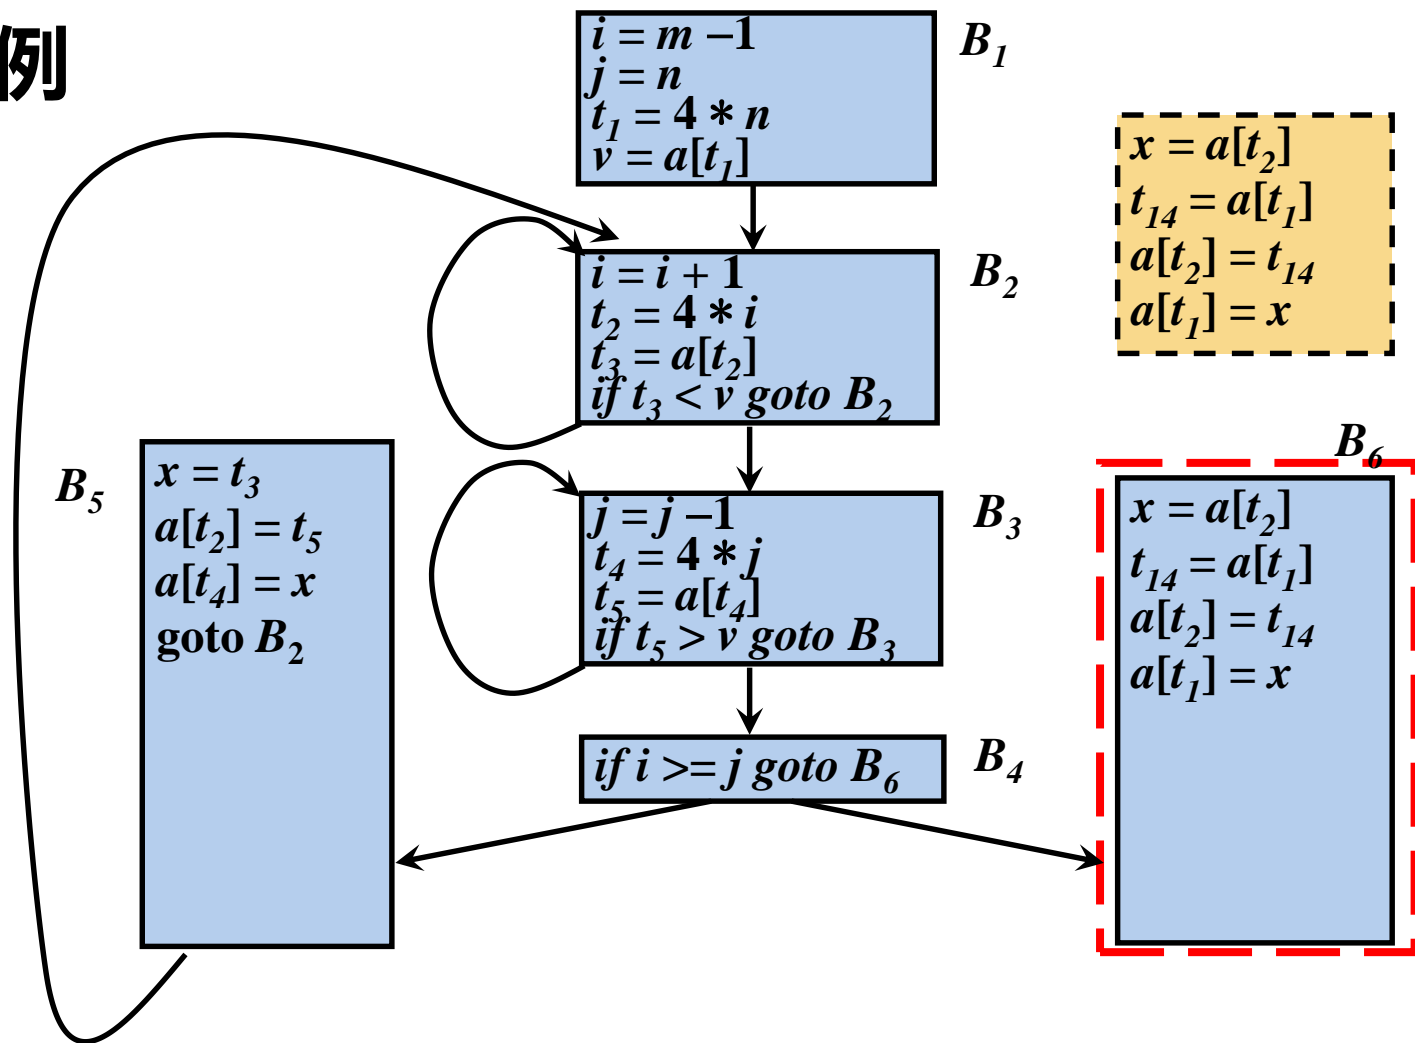 例
i = m −1
j = n
t₁ = 4 * n
v = a[t₁]
B₁
x = a[t₂]
t₁₄ = a[t₁]
a[t₂] = t₁₄
a[t₁] = x
i = i + 1
t₂ = 4 * i
t₃ = a[t₂]
if t₃ < v goto B₂
B₂
B₅
x = t₃
a[t₂] = t₅
a[t₄] = x
goto B₂
j = j −1
t₄ = 4 * j
t₅ = a[t₄]
if t₅ > v goto B₃
B₃
B₆
x = a[t₂]
t₁₄ = a[t₁]
a[t₂] = t₁₄
a[t₁] = x
if i >= j goto B₆
B₄